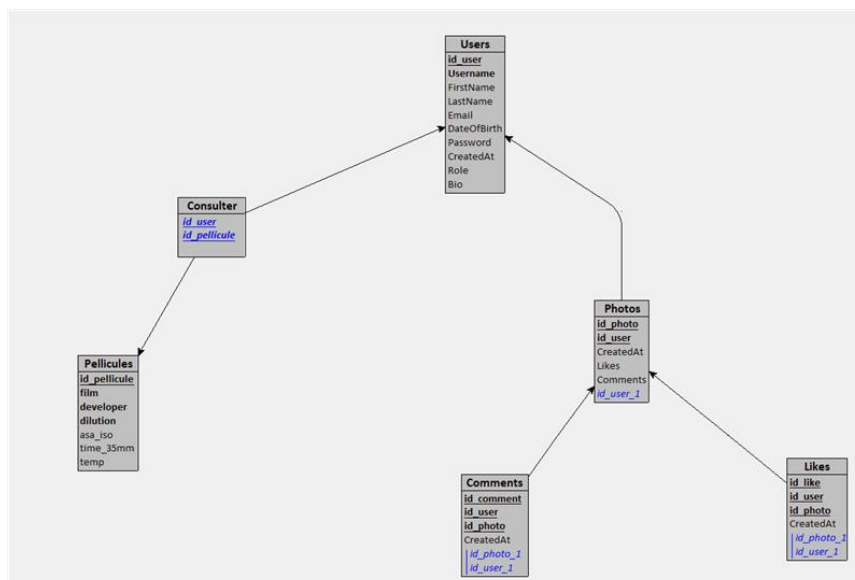 Users
id_user
Username
FirstName
LastName
Email
DateOfBirth
Password
CreatedAt
Role
Bio
Consulter
id_user
id_pellicule
Pellicules
id_pellicule
film
developer
dilution
asa_iso
time_35mm
temp
Photos
id_photo
id_user
CreatedAt
Likes
Comments
id_user_1
Comments
id_comment
id_user
id_photo
CreatedAt
id_photo_1
id_user_1
Likes
id_like
id_user
id_photo
CreatedAt
id_photo_1
id_user_1